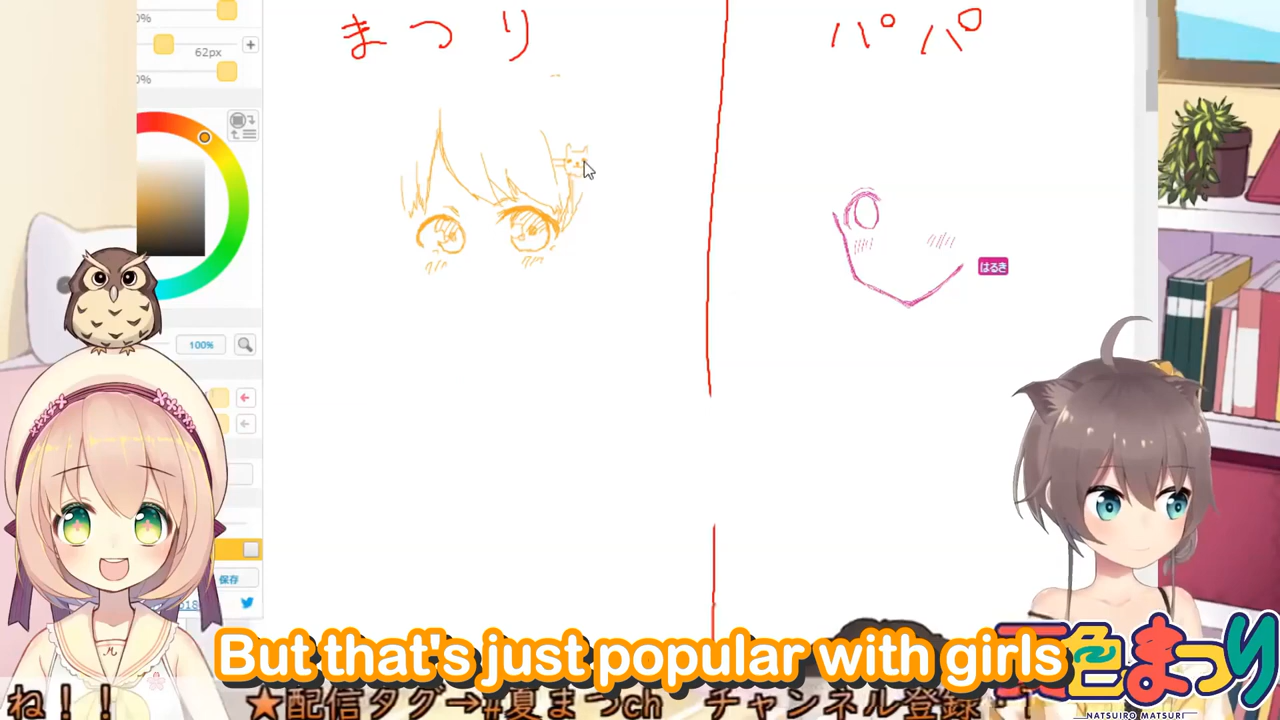 0%
まつり
パパ
62px
+
0%
はるき
100%
保存
But that's just popular with girls
色まつり
NATSUIRO MATSURI
ね！！
★配信タグ→#夏まつch チャンネル登録